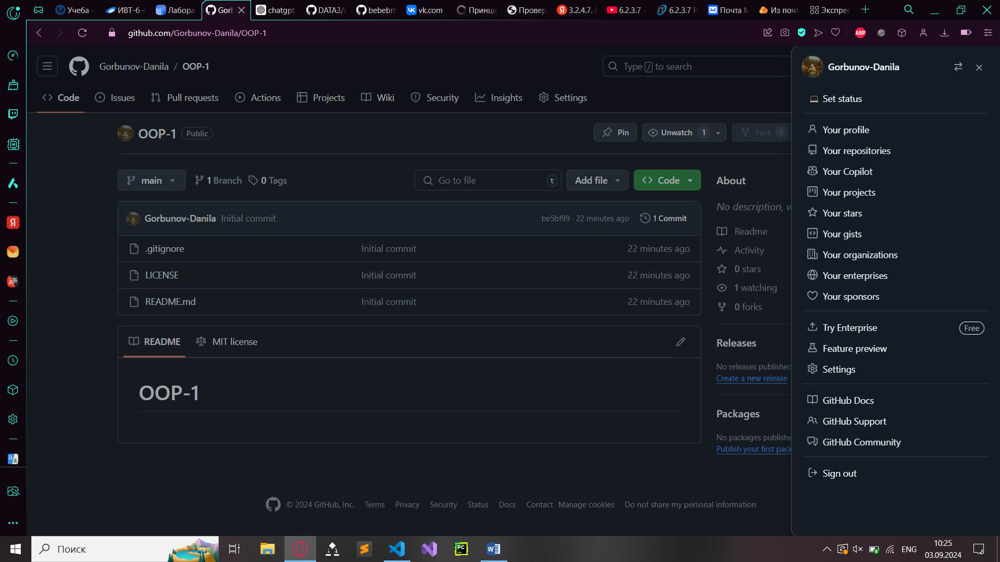 Учеба -
ИВТ-б-о
Лабора
Gorb
chatgpt.
DATA3/
bebebrr
vk.com
Принци
Провер
3.2.4.7.
6.2.3.7 -
6.2.3.7 Р
Почта М
Из почт
Экспрес
github.com/Gorbunov-Danila/OOP-1
ABP
Gorbunov-Danila / OOP-1
Type / to search
Code
Issues
Pull requests
Actions
Projects
Wiki
Security
Insights
Settings
OOP-1 Public
Pin
Unwatch 1
Fork 0
main
1 Branch
0 Tags
Go to file t
Add file
<> Code
Gorbunov-Danila Initial commit be5bf99 · 22 minutes ago 1 Commit
.gitignore Initial commit 22 minutes ago
LICENSE Initial commit 22 minutes ago
README.md Initial commit 22 minutes ago
README
MIT license
OOP-1
About
No description, w
Readme
Activity
0 stars
1 watching
0 forks
Releases
No releases published
Create a new release
Packages
No packages publishe
Publish your first pack
Gorbunov-Danila
Set status
Your profile
Your repositories
Your Copilot
Your projects
Your stars
Your gists
Your organizations
Your enterprises
Your sponsors
Try Enterprise Free
Feature preview
Settings
GitHub Docs
GitHub Support
GitHub Community
Sign out
© 2024 GitHub, Inc. Terms Privacy Security Status Docs Contact Manage cookies Do not share my personal information
Поиск
ENG
10:25
03.09.2024